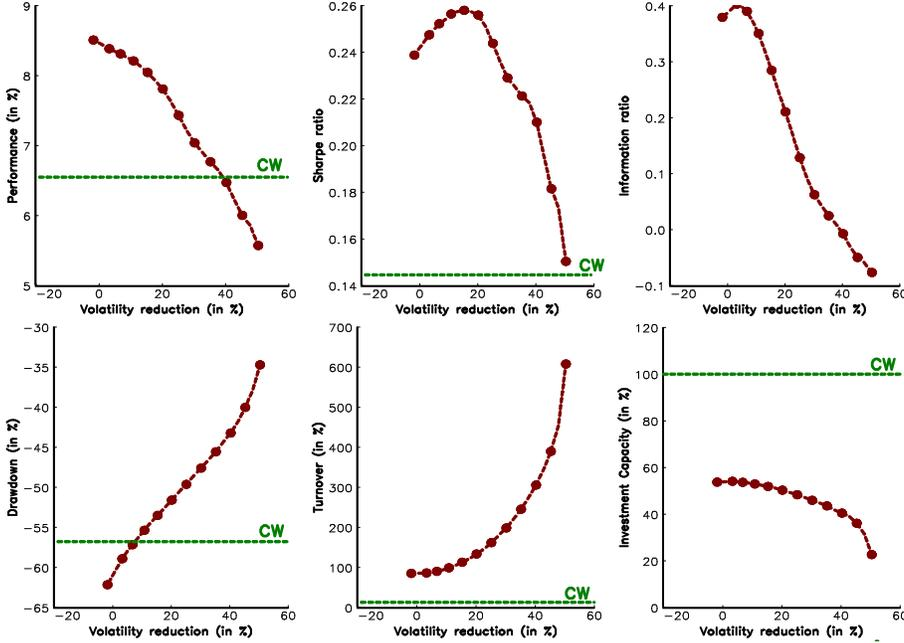 9
8
7
6
5
Performance (in %)
CW
−20 0 20 40 60
Volatility reduction (in %)
0.26
0.24
0.22
0.20
0.18
0.16
0.14
Sharpe ratio
CW
−20 0 20 40 60
Volatility reduction (in %)
0.4
0.3
0.2
0.1
0.0
−0.1
Information ratio
−20 0 20 40 60
Volatility reduction (in %)
−30
−35
−40
−45
−50
−55
−60
−65
Drawdown (in %)
CW
−20 0 20 40 60
Volatility reduction (in %)
700
600
500
400
300
200
100
0
Turnover (in %)
CW
−20 0 20 40 60
Volatility reduction (in %)
120
100
80
60
40
20
0
Investment Capacity (in %)
CW
−20 0 20 40 60
Volatility reduction (in %)